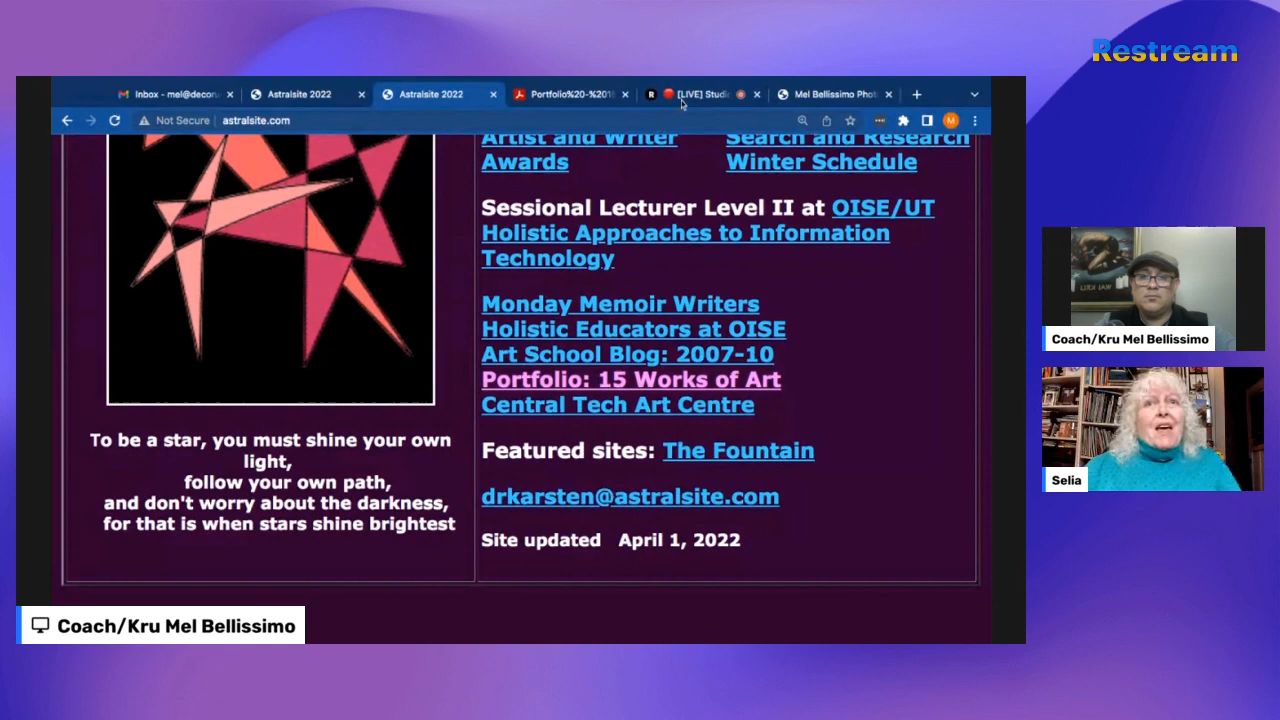 Restream
Inbox - mel@decoru
Astralsite 2022
Astralsite 2022
Portfolio%20-%201
[LIVE] Studi
Mel Bellissimo Phot
Not Secure
astralsite.com
Artist and Writer
Awards
Search and Research
Winter Schedule
Sessional Lecturer Level II at OISE/UT
Holistic Approaches to Information
Technology
Monday Memoir Writers
Holistic Educators at OISE
Art School Blog: 2007-10
Portfolio: 15 Works of Art
Central Tech Art Centre
Featured sites: The Fountain
drkarsten@astralsite.com
Site updated April 1, 2022
To be a star, you must shine your own
light,
follow your own path,
and don't worry about the darkness,
for that is when stars shine brightest
Coach/Kru Mel Bellissimo
Selia
Coach/Kru Mel Bellissimo